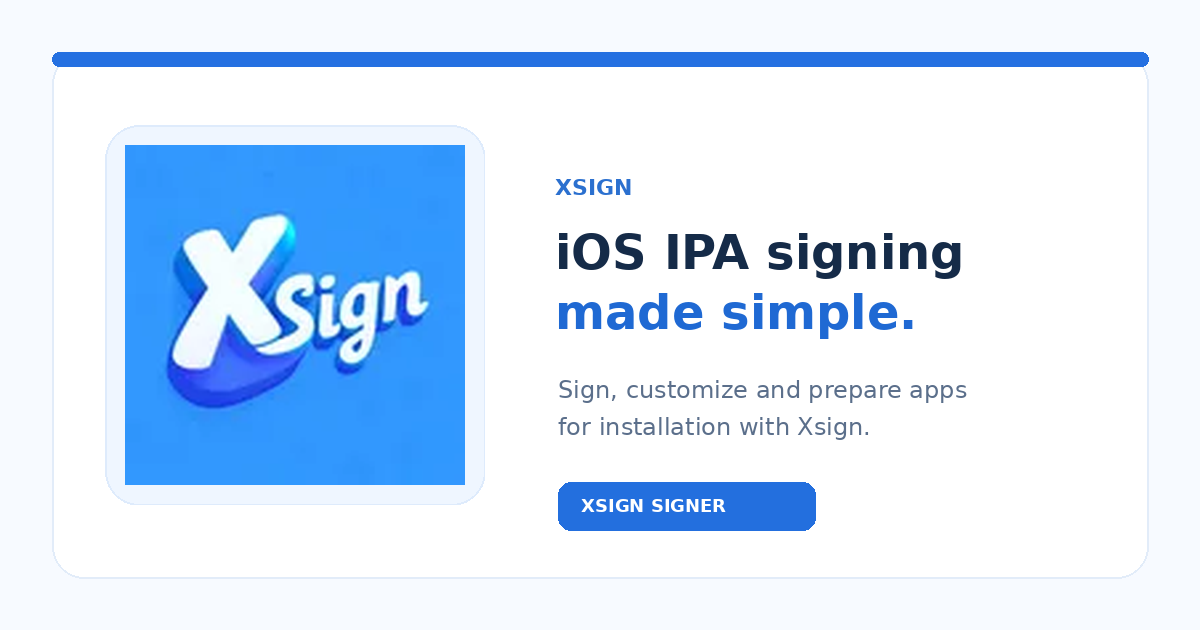 Xsign
XSIGN
iOS IPA signing
made simple.
Sign, customize and prepare apps
for installation with Xsign.
XSIGN SIGNER